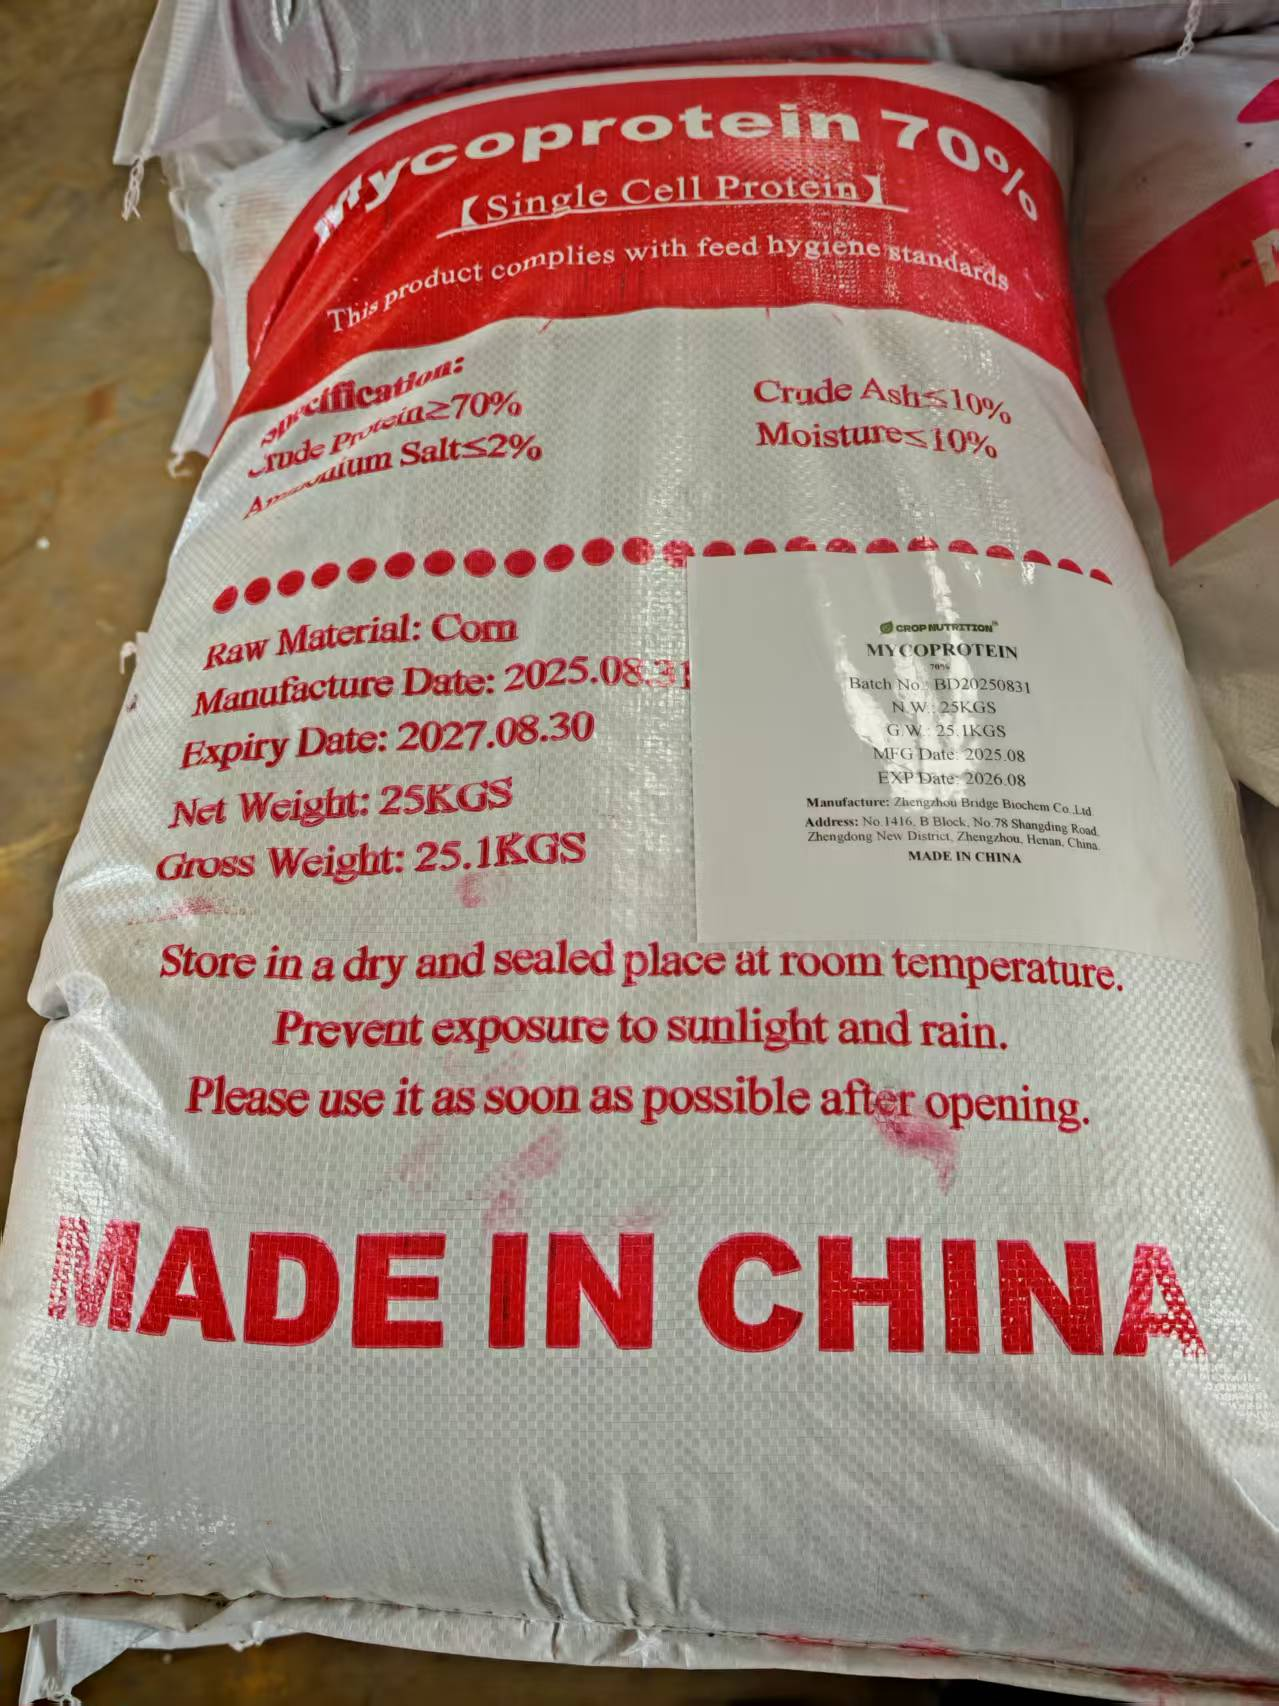 Mycoprotein 70%
【Single Cell Protein】
This product complies with feed hygiene standards
Specification:
Crude Protein≥70%
Crude Ash≤10%
Ammonium Salt≤2%
Moisture≤10%
Raw Material: Corn
Manufacture Date: 2025.08.31
Expiry Date: 2027.08.30
Net Weight: 25KGS
Gross Weight: 25.1KGS
CROP NUTRITION
MYCOPROTEIN
70%
Batch No.: BD20250831
N.W.: 25KGS
G.W.: 25.1KGS
MFG Date: 2025.08
EXP Date: 2026.08
Manufacture: Zhengzhou Bridge Biochem Co.,Ltd.
Address: No.1416, B Block, No.78 Shangding Road,
Zhengdong New District, Zhengzhou, Henan, China.
MADE IN CHINA
Store in a dry and sealed place at room temperature.
Prevent exposure to sunlight and rain.
Please use it as soon as possible after opening.
MADE IN CHINA